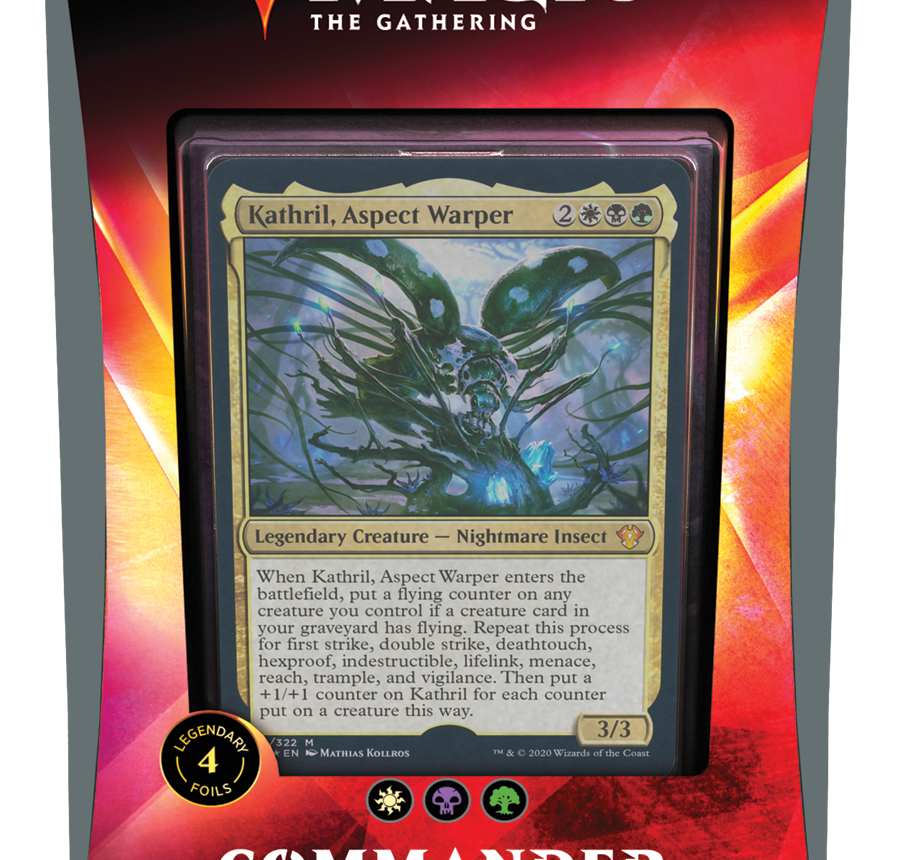 THE GATHERING
Kathril, Aspect Warper 2
Legendary Creature — Nightmare Insect
When Kathril, Aspect Warper enters the
battlefield, put a flying counter on any
creature you control if a creature card in
your graveyard has flying. Repeat this process
for first strike, double strike, deathtouch,
hexproof, indestructible, lifelink, menace,
reach, trample, and vigilance. Then put a
+1/+1 counter on Kathril for each counter
put on a creature this way.
3/3
/322 M
EN Mathias Kollros
™ & © 2020 Wizards of the Coast
LEGENDARY
4
FOILS
COMMANDER